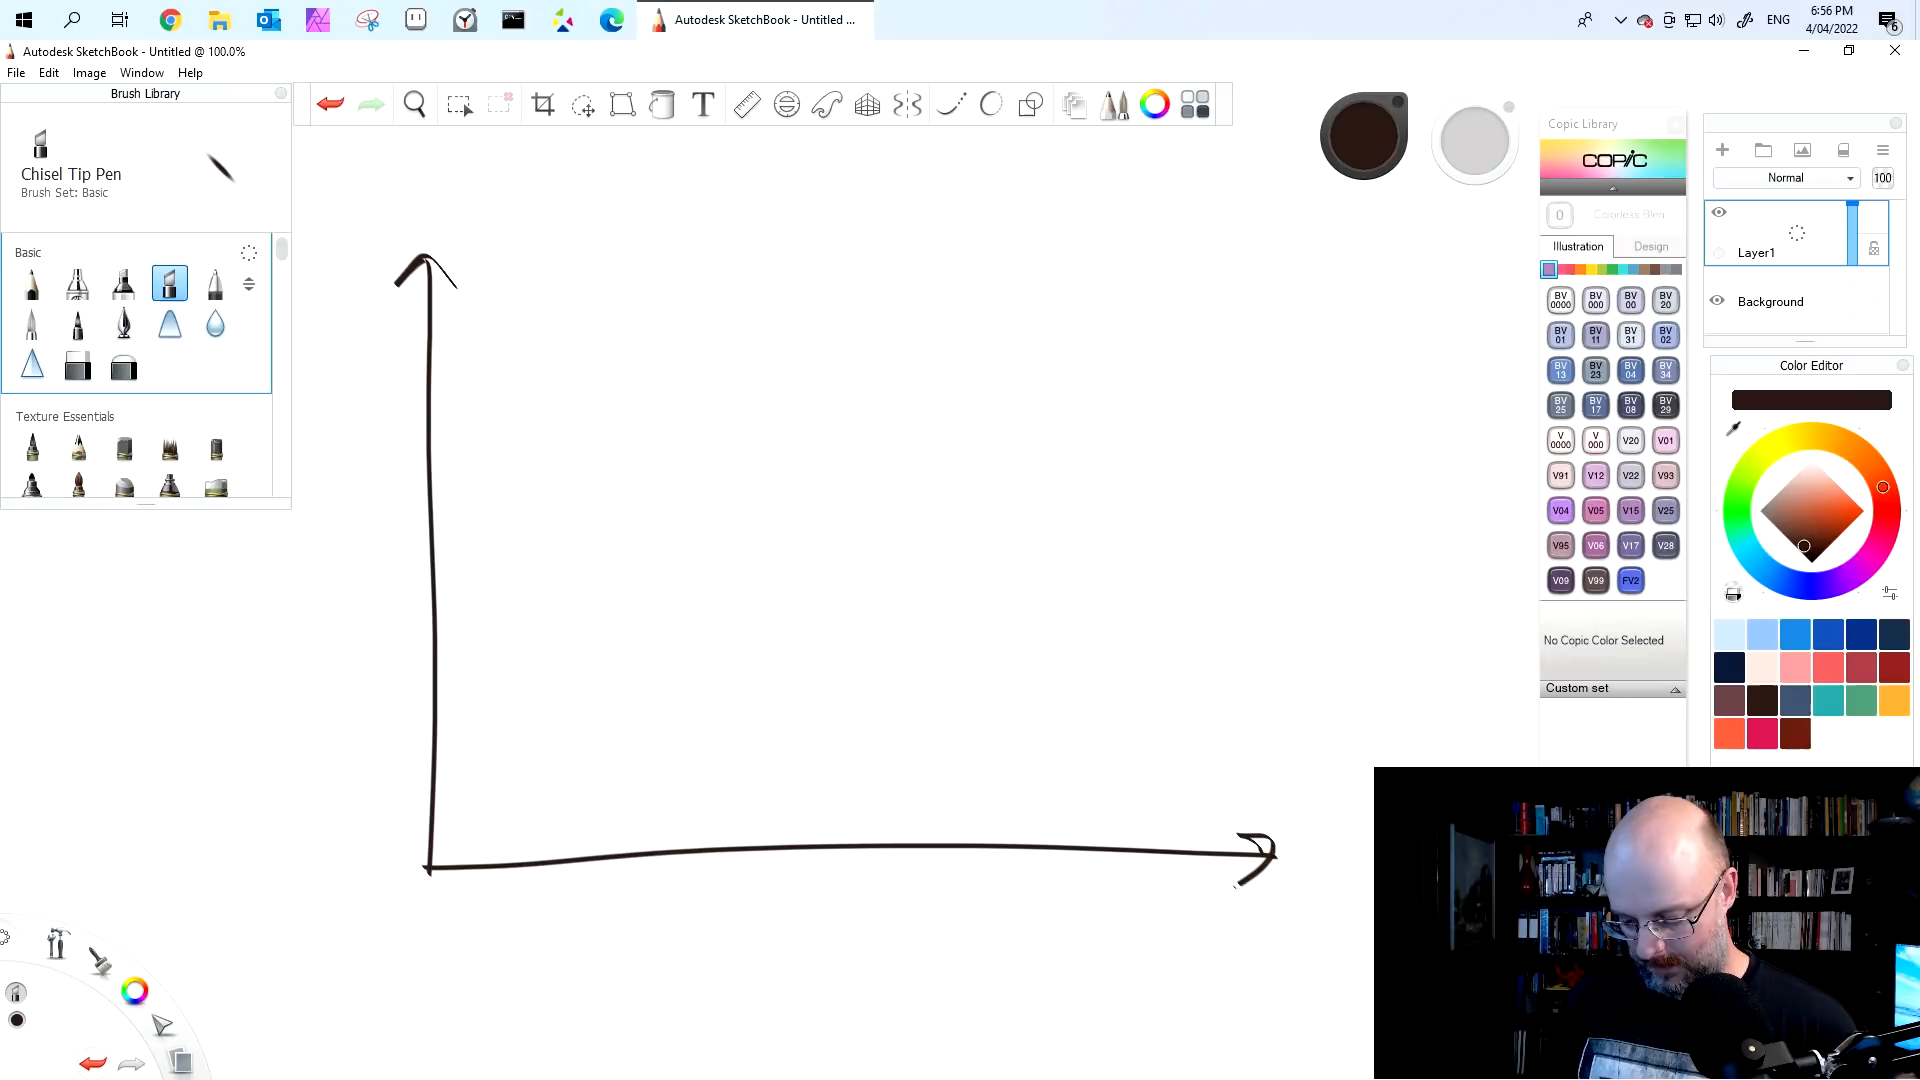 Autodesk SketchBook - Untitled ...
ENG
6:56 PM
4/04/2022
6
Autodesk SketchBook - Untitled @ 100.0%
File Edit Image Window Help
Brush Library
Chisel Tip Pen
Brush Set: Basic
Basic
Texture Essentials
T
Copic Library
COPIC
0 Colorless Blen
Illustration Design
BV 0000 BV 000 BV 00 BV 20
BV 01 BV 11 BV 31 BV 02
BV 13 BV 23 BV 04 BV 34
BV 25 BV 17 BV 08 BV 29
V 0000 V 000 V20 V01
V91 V12 V22 V93
V04 V05 V15 V25
V95 V06 V17 V28
V09 V99 FV2
No Copic Color Selected
Custom set
Normal 100
Layer1
Background
Color Editor